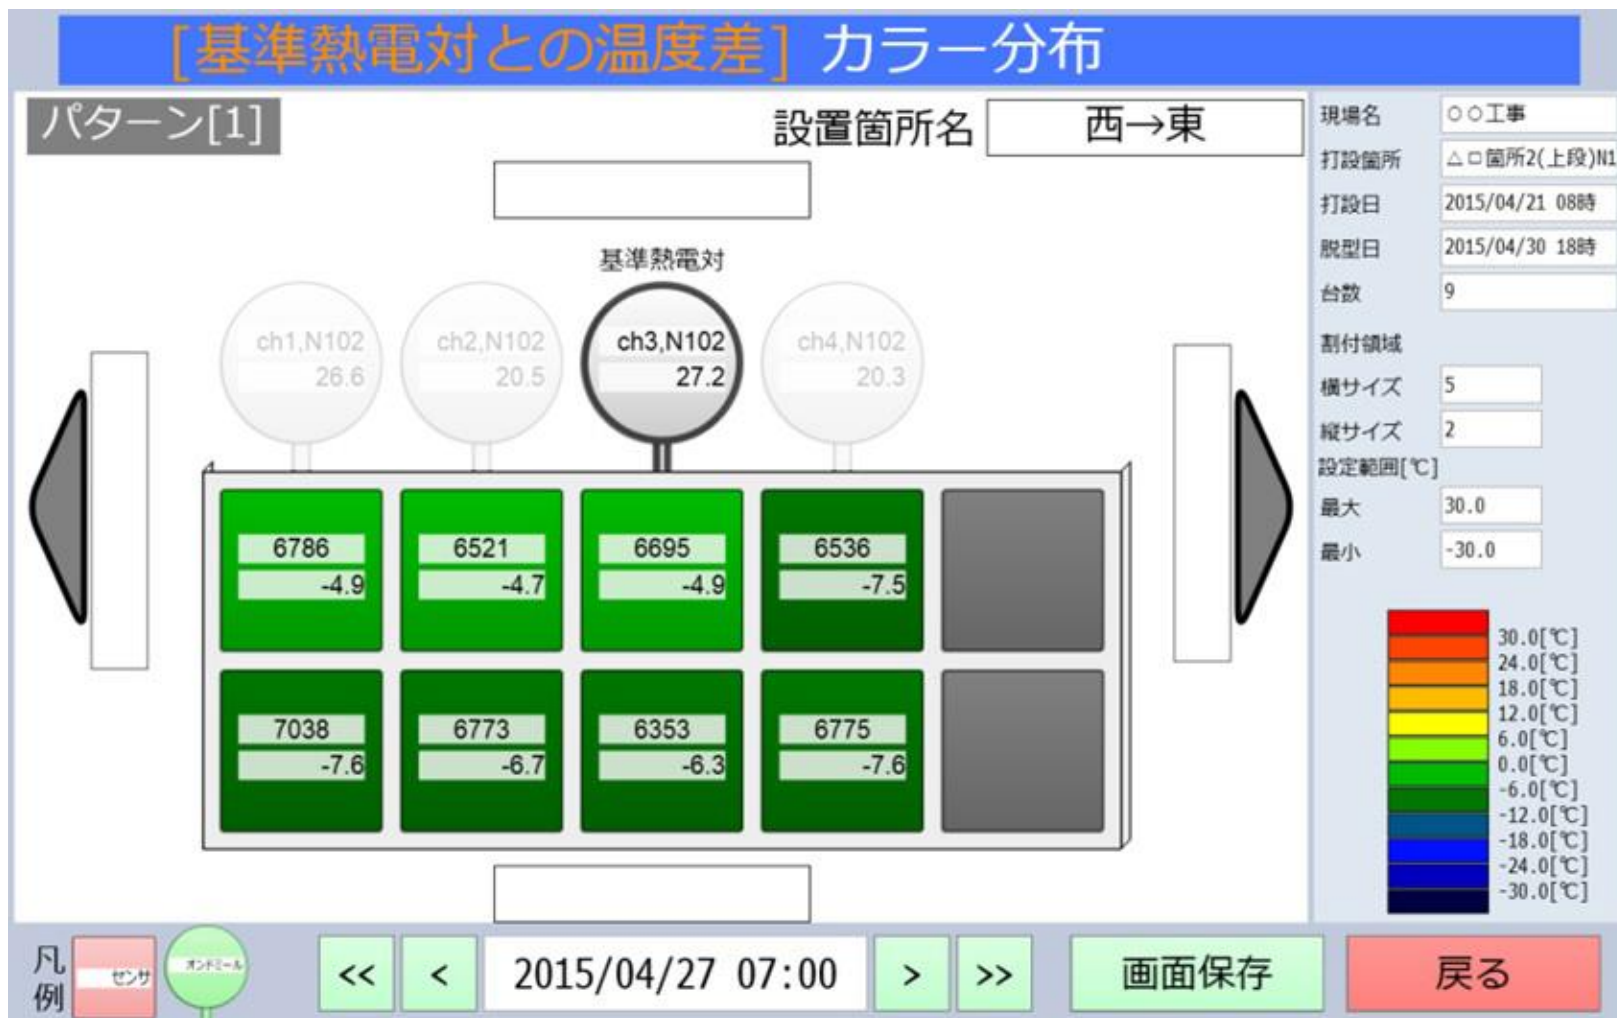 [基準熱電対との温度差] カラー分布
パターン[1]
設置箇所名 西→東
基準熱電対
ch1,N102 ch2,N102 ch3,N102 ch4,N102
26.6 20.5 27.2 20.3
6786 6521 6695 6536
-4.9 -4.7 -4.9 -7.5
7038 6773 6353 6775
-7.6 -6.7 -6.3 -7.6
現場名 ○○工事
打設箇所 △□箇所2(上段)N1
打設日 2015/04/21 08時
脱型日 2015/04/30 18時
台数 9
割付領域
横サイズ 5
縦サイズ 2
設定範囲[℃]
最大 30.0
最小 -30.0
30.0[℃]
24.0[℃]
18.0[℃]
12.0[℃]
6.0[℃]
0.0[℃]
-6.0[℃]
-12.0[℃]
-18.0[℃]
-24.0[℃]
-30.0[℃]
凡例 センサ オンドミール
<< < 2015/04/27 07:00 > >> 画面保存 戻る